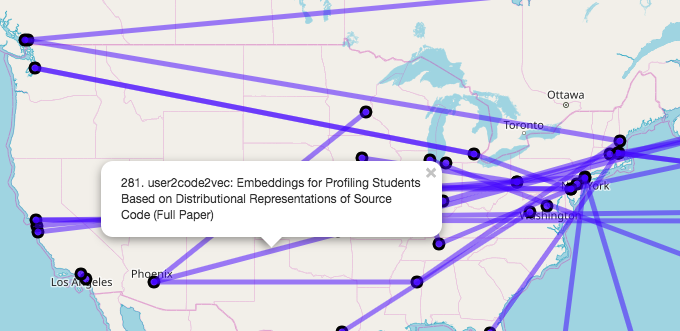 Ottawa
Toronto
×
281. user2code2vec: Embeddings for Profiling Students
Based on Distributional Representations of Source
Code (Full Paper)
New York
Washington
Phoenix
Los Angeles